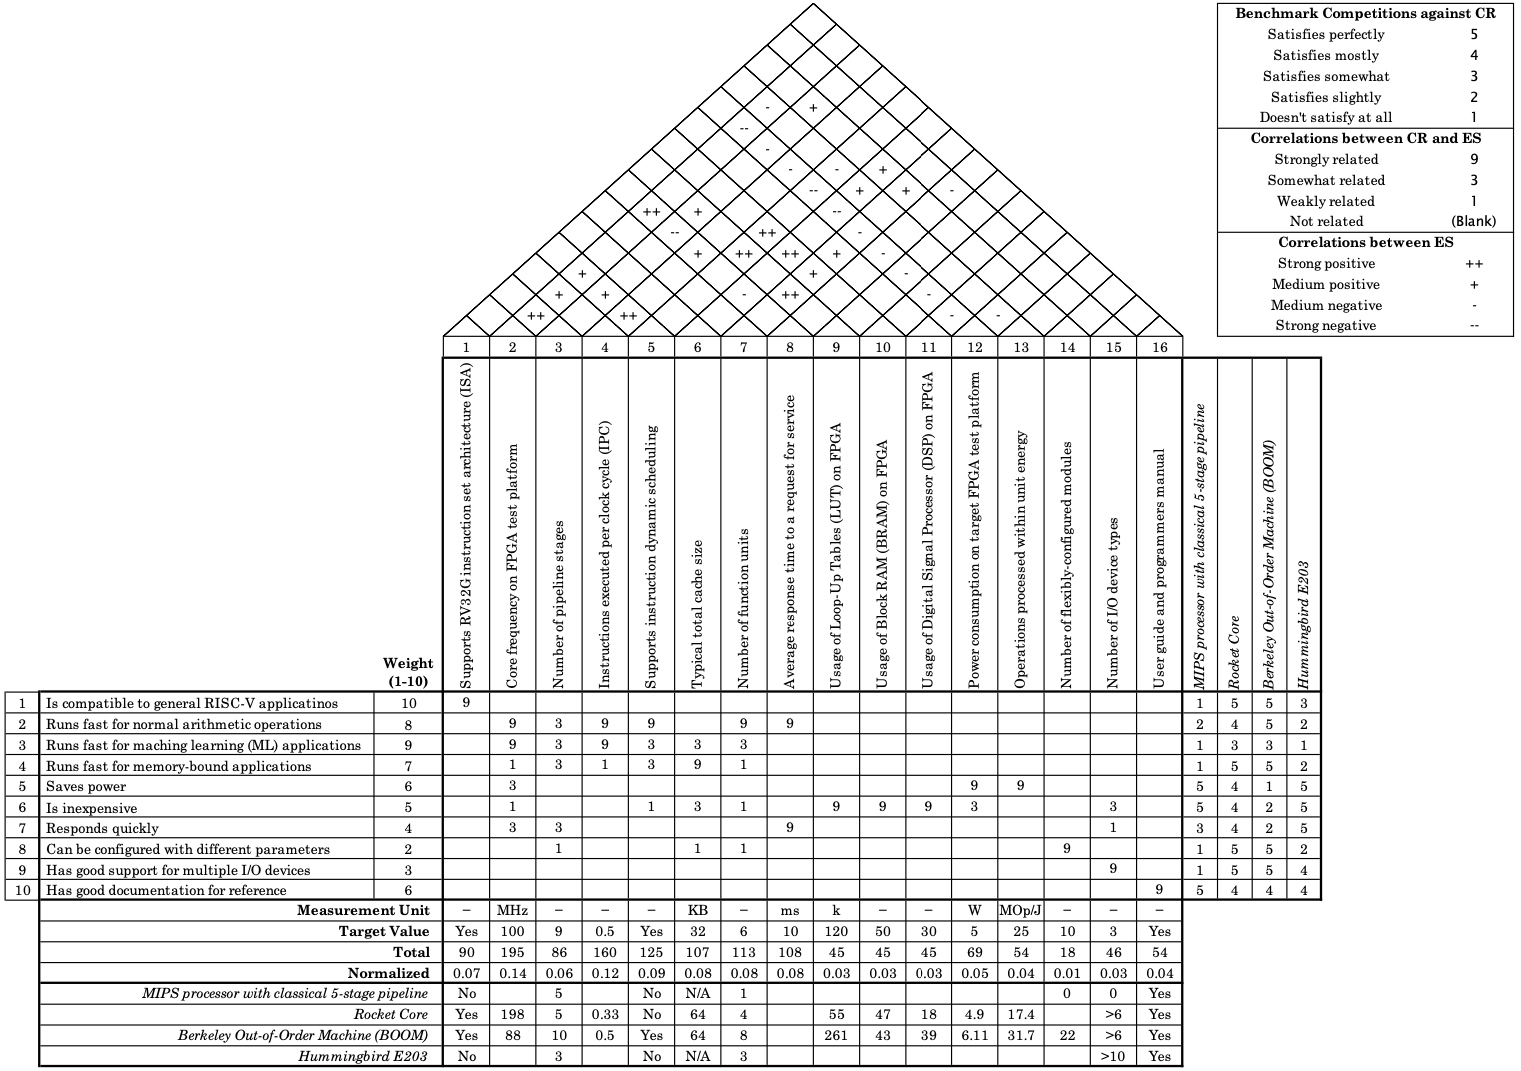 Benchmark Competitions against CR
Satisfies perfectly 5
Satisfies mostly 4
Satisfies somewhat 3
Satisfies slightly 2
Doesn't satisfy at all 1
Correlations between CR and ES
Strongly related 9
Somewhat related 3
Weakly related 1
Not related (Blank)
Correlations between ES
Strong positive ++
Medium positive +
Medium negative -
Strong negative --
- +
--
-
- - +
-- + + -
++ + --
-- ++ -
+ ++ ++ + -
+ + -
+ + - ++ -
++ ++ - -
1 2 3 4 5 6 7 8 9 10 11 12 13 14 15 16
Supports RV32G instruction set architecture (ISA)
Core frequency on FPGA test platform
Number of pipeline stages
Instructions executed per clock cycle (IPC)
Supports instruction dynamic scheduling
Typical total cache size
Number of function units
Average response time to a request for service
Usage of Loop-Up Tables (LUT) on FPGA
Usage of Block RAM (BRAM) on FPGA
Usage of Digital Signal Processor (DSP) on FPGA
Power consumption on target FPGA test platform
Operations processed within unit energy
Number of flexibly-configured modules
Number of I/O device types
User guide and programmers manual
MIPS processor with classical 5-stage pipeline
Rocket Core
Berkeley Out-of-Order Machine (BOOM)
Hummingbird E203
Weight
(1-10)
1 Is compatible to general RISC-V applicatinos 10 9 1 5 5 3
2 Runs fast for normal arithmetic operations 8 9 3 9 9 9 9 2 4 5 2
3 Runs fast for maching learning (ML) applications 9 9 3 9 3 3 3 1 3 3 1
4 Runs fast for memory-bound applications 7 1 3 1 3 9 1 1 5 5 2
5 Saves power 6 3 9 9 5 4 1 5
6 Is inexpensive 5 1 1 3 1 9 9 9 3 3 5 4 2 5
7 Responds quickly 4 3 3 9 1 3 4 2 5
8 Can be configured with different parameters 2 1 1 1 9 1 5 5 2
9 Has good support for multiple I/O devices 3 9 1 5 5 4
10 Has good documentation for reference 6 9 5 4 4 4
Measurement Unit – MHz – – – KB – ms k – – W MOp/J – – –
Target Value Yes 100 9 0.5 Yes 32 6 10 120 50 30 5 25 10 3 Yes
Total 90 195 86 160 125 107 113 108 45 45 45 69 54 18 46 54
Normalized 0.07 0.14 0.06 0.12 0.09 0.08 0.08 0.08 0.03 0.03 0.03 0.05 0.04 0.01 0.03 0.04
MIPS processor with classical 5-stage pipeline No 5 No N/A 1 0 0 Yes
Rocket Core Yes 198 5 0.33 No 64 4 55 47 18 4.9 17.4 >6 Yes
Berkeley Out-of-Order Machine (BOOM) Yes 88 10 0.5 Yes 64 8 261 43 39 6.11 31.7 22 >6 Yes
Hummingbird E203 No 3 No N/A 3 >10 Yes